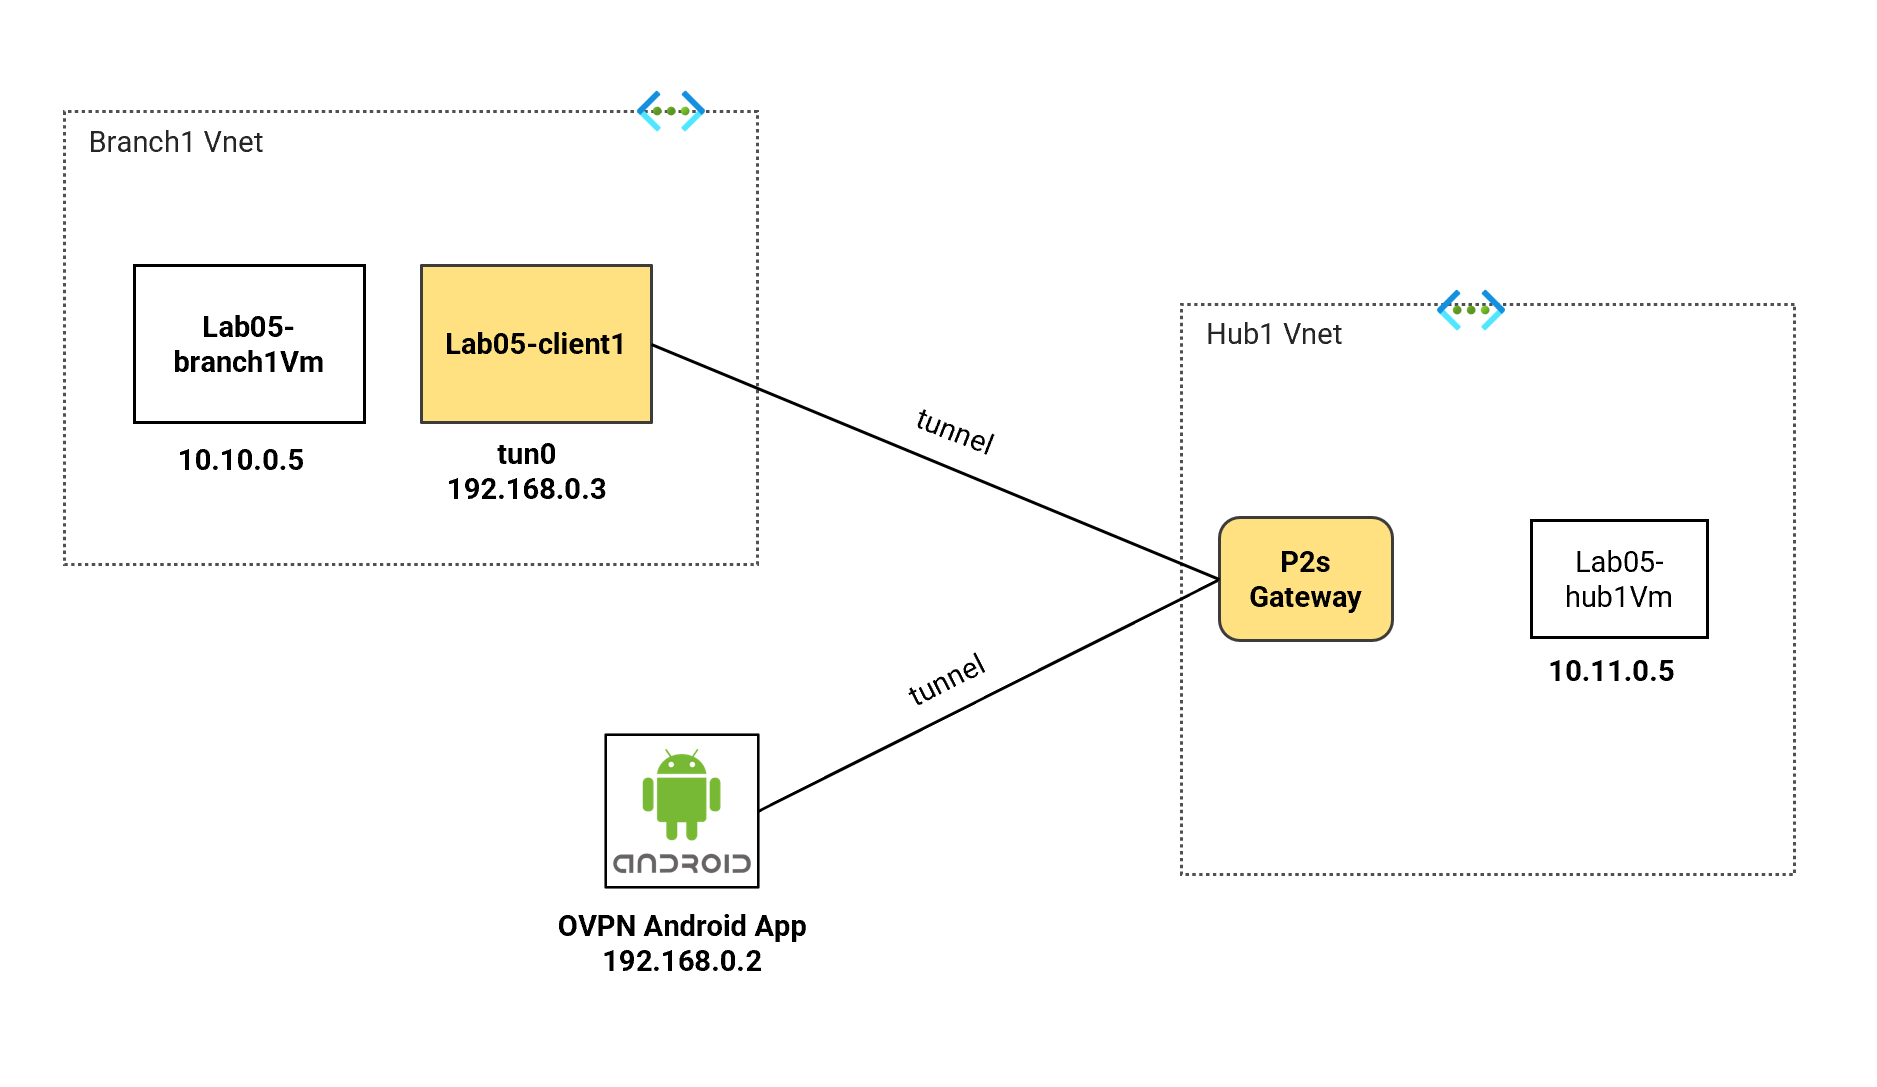 Branch1 Vnet
Lab05-
branch1Vm
10.10.0.5
Lab05-client1
tun0
192.168.0.3
tunnel
tunnel
Hub1 Vnet
P2s
Gateway
Lab05-
hub1Vm
10.11.0.5
ANDROID
OVPN Android App
192.168.0.2